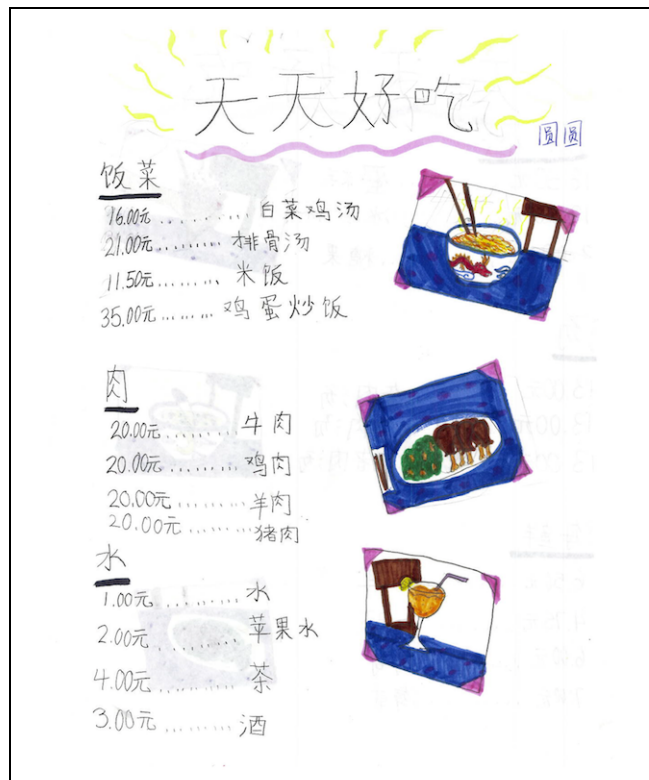 天天好吃
圆圆
饭菜
16.00元.............白菜鸡汤
21.00元..........排骨汤
11.50元.........米饭
35.00元........鸡蛋炒饭
肉
20.00元..........牛肉
20.00元..........鸡肉
20.00元..........羊肉
20.00元..........猪肉
水
1.00元..........水
2.00元..........苹果水
4.00元..........茶
3.00元.........酒